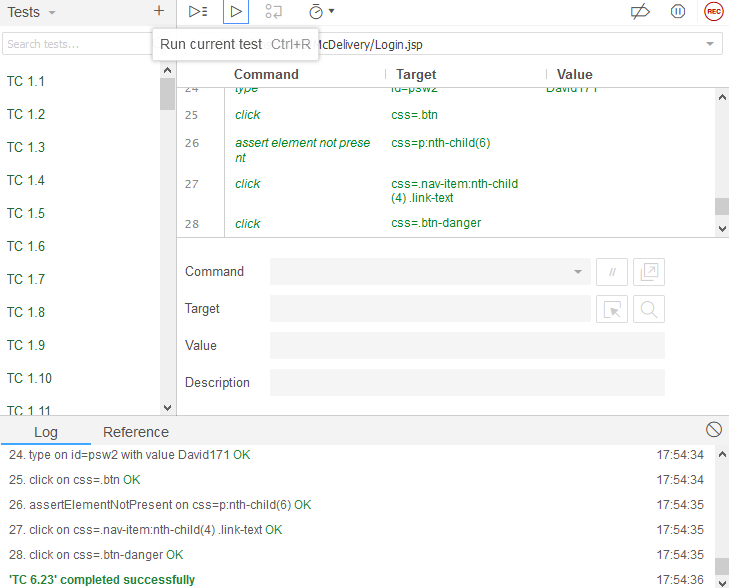 Tests
+
REC
Search tests...
Run current test Ctrl+R
McDelivery/Login.jsp
Command Target Value
TC 1.1
TC 1.2
TC 1.3
TC 1.4
TC 1.5
TC 1.6
TC 1.7
TC 1.8
TC 1.9
TC 1.10
TC 1.11
24 type id=psw2 David171
25 click css=.btn
26 assert element not prese
nt css=p:nth-child(6)
27 click css=.nav-item:nth-child
(4) .link-text
28 click css=.btn-danger
Command
//
Target
Value
Description
Log Reference
24. type on id=psw2 with value David171 OK 17:54:34
25. click on css=.btn OK 17:54:34
26. assertElementNotPresent on css=p:nth-child(6) OK 17:54:35
27. click on css=.nav-item:nth-child(4) .link-text OK 17:54:35
28. click on css=.btn-danger OK 17:54:35
'TC 6.23' completed successfully 17:54:36